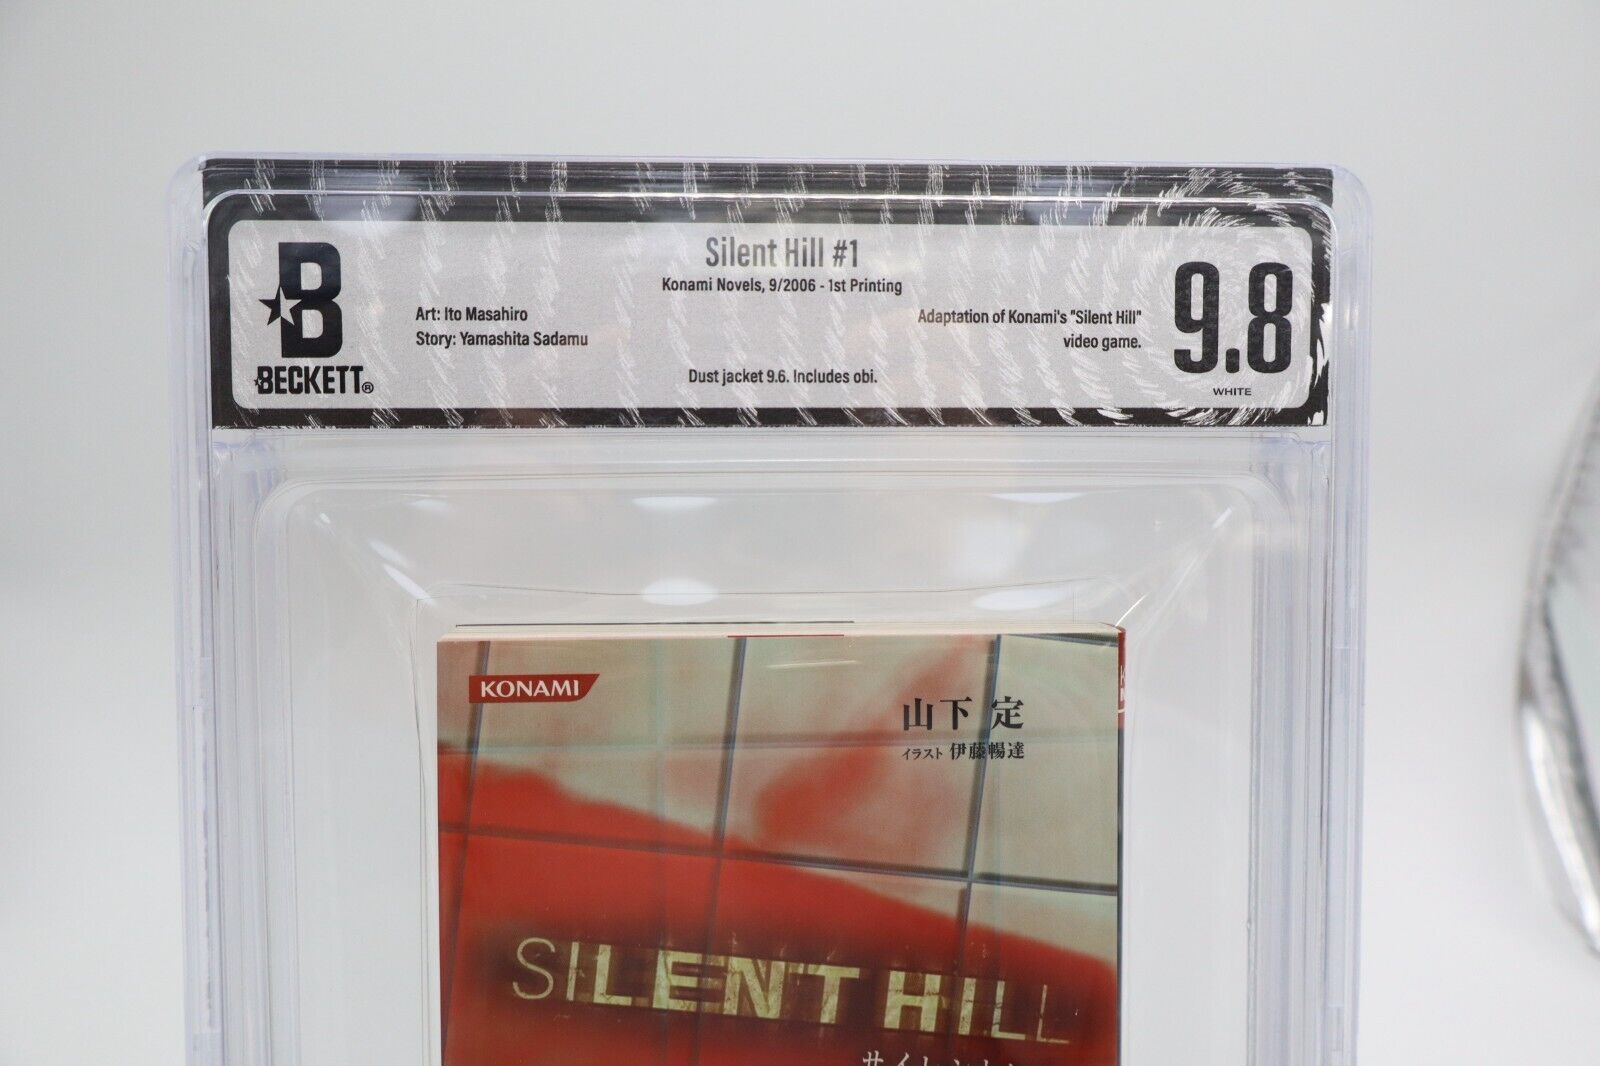 Silent Hill #1
Konami Novels, 9/2006 - 1st Printing
Art: Ito Masahiro
Story: Yamashita Sadamu
Adaptation of Konami's "Silent Hill"
video game.
Dust jacket 9.6. Includes obi.
B
BECKETT®
9.8
WHITE
KONAMI
山下 定
イラスト 伊藤暢達
SILENT HILL